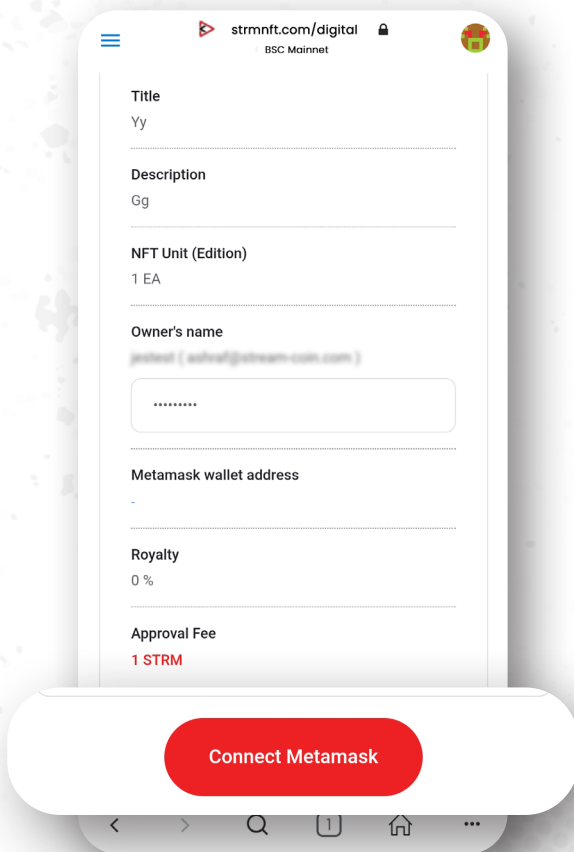 strmnft.com/digital
BSC Mainnet
Title
Yy
Description
Gg
NFT Unit (Edition)
1 EA
Owner's name
•••••••••
Metamask wallet address
-
Royalty
0 %
Approval Fee
1 STRM
Connect Metamask
1